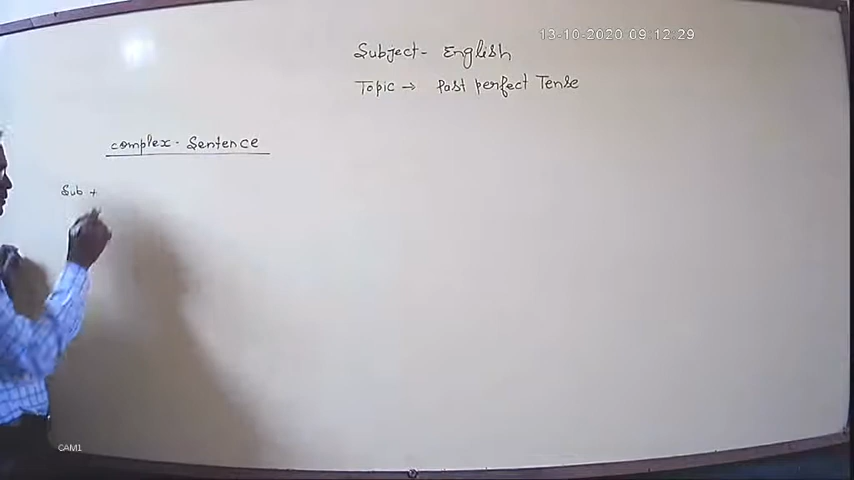 13-10-2020 09:12:29
Subject- English
Topic → Past perfect Tense
complex - Sentence
Sub +
CAM1